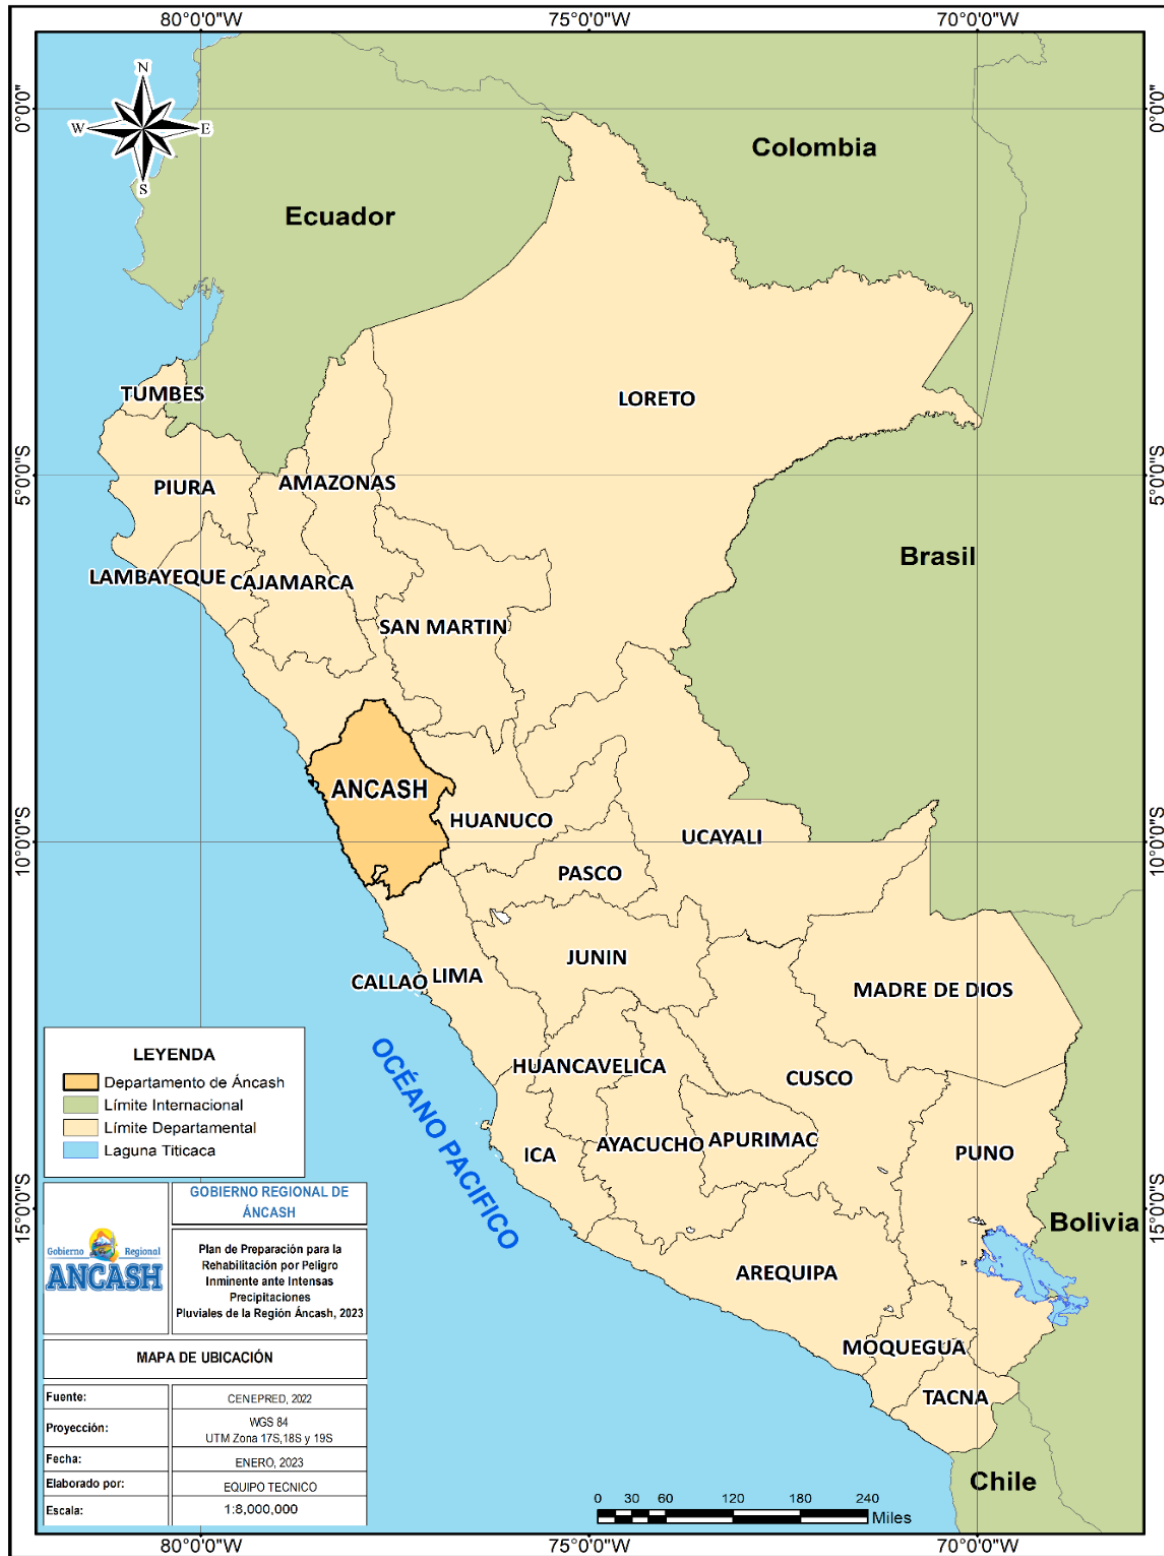 80°0'0"W 75°0'0"W 70°0'0"W
0°0'0"
0°0'0"
N
W E
S
Colombia
Ecuador
TUMBES
LORETO
5°0'0"S
5°0'0"S
PIURA
AMAZONAS
Brasil
LAMBAYEQUE
CAJAMARCA
SAN MARTIN
ANCASH
HUANUCO
UCAYALI
10°0'0"S
10°0'0"S
PASCO
JUNIN
CALLAO
LIMA
MADRE DE DIOS
OCÉANO PACIFICO
HUANCAVELICA
CUSCO
ICA
AYACUCHO
APURIMAC
PUNO
15°0'0"S
15°0'0"S
Bolivia
AREQUIPA
MOQUEGUA
TACNA
Chile
LEYENDA
Departamento de Áncash
Límite Internacional
Límite Departamental
Laguna Titicaca
Gobierno Regional
ANCASH
GOBIERNO REGIONAL DE
ÁNCASH
Plan de Preparación para la
Rehabilitación por Peligro
Inminente ante Intensas
Precipitaciones
Pluviales de la Región Áncash, 2023
MAPA DE UBICACIÓN
Fuente: CENEPRED, 2022
Proyección: WGS 84
UTM Zona 17S,18S y 19S
Fecha: ENERO, 2023
Elaborado por: EQUIPO TECNICO
Escala: 1:8,000,000
0 30 60 120 180 240
Miles
80°0'0"W 75°0'0"W 70°0'0"W